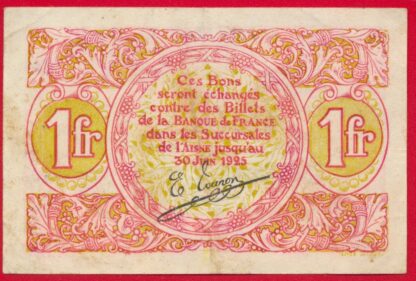 Ces Bons
seront échangés
contre des Billets
de la BANQUE de FRANCE
dans les Succursales
de l'AISNE jusqu'au
30 JUIN 1925
1fr
1fr